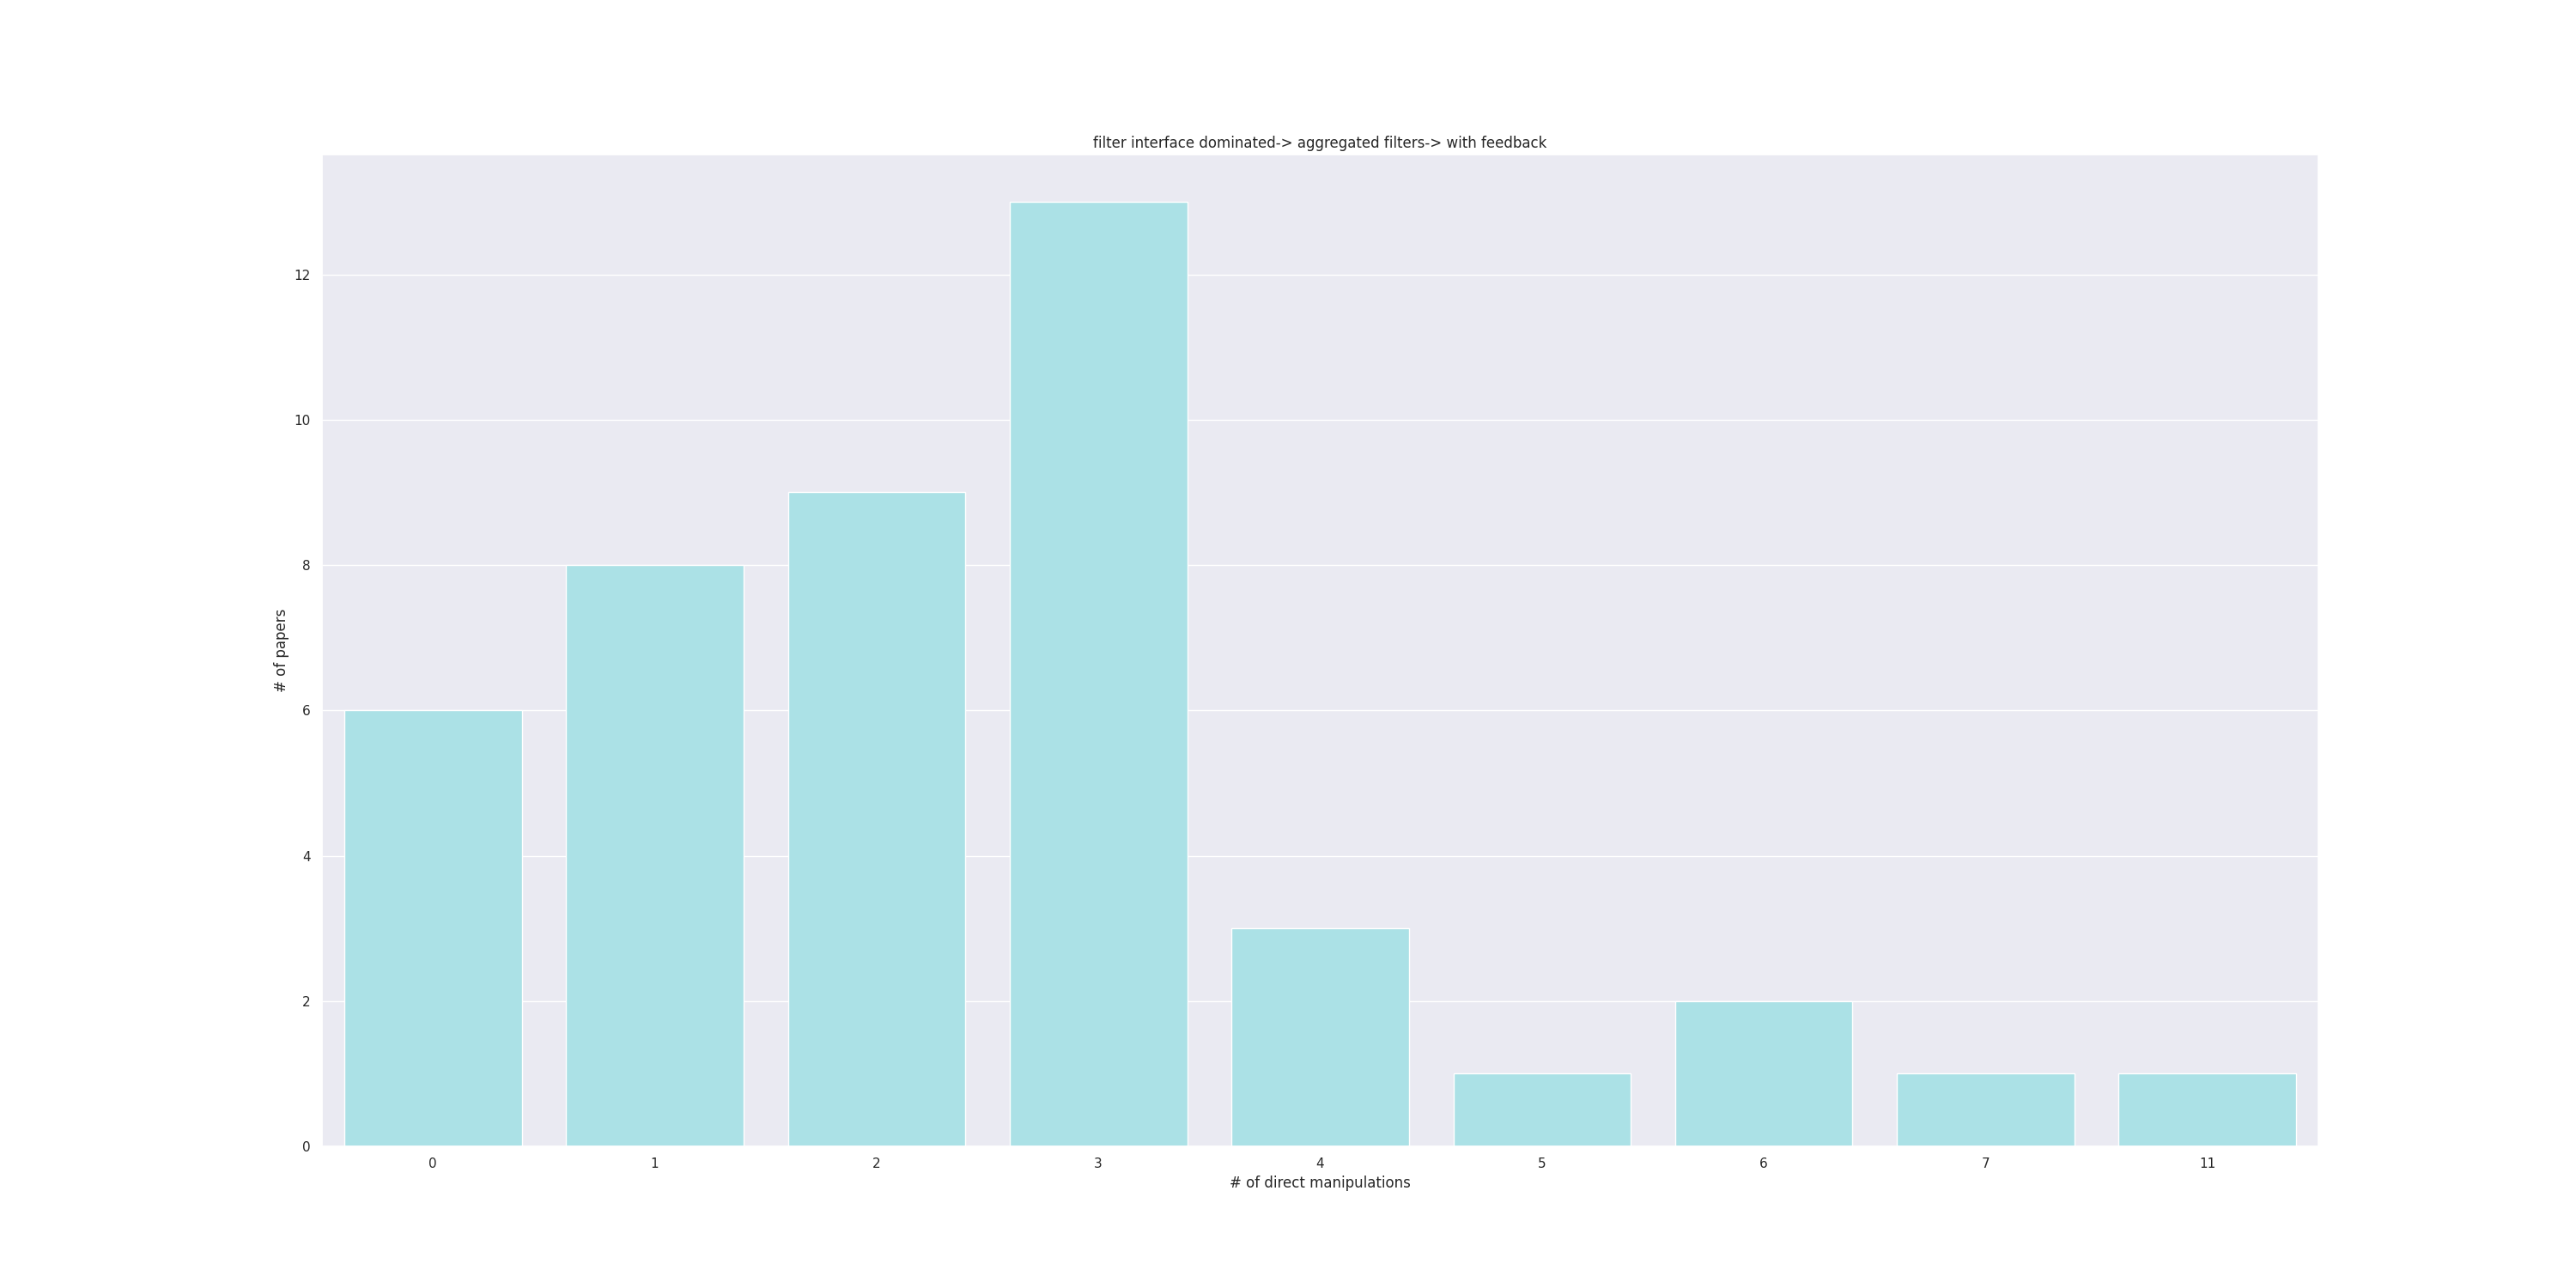 filter interface dominated-> aggregated filters-> with feedback
12
10
8
6
4
2
0
# of papers
0 1 2 3 4 5 6 7 11
# of direct manipulations